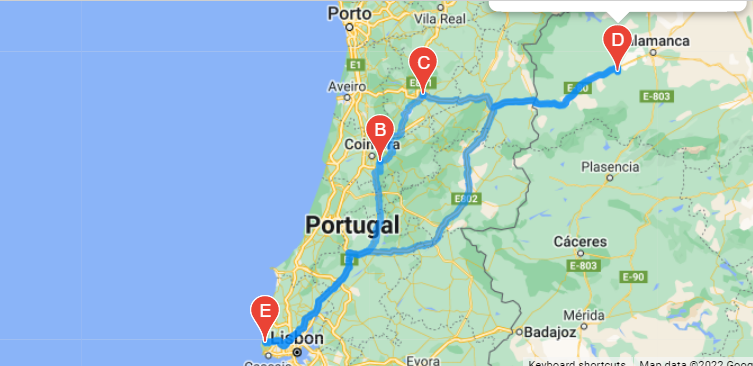 Porto
Vila Real
D
alamanca
C
E1
Aveiro
E-80
E-803
B
Coimbra
Plasencia
E802
Portugal
Cáceres
E-803
E-90
E
Mérida
Lisbon
Badajoz
Evora
Keyboard shortcuts
Map data ©2022 Goog